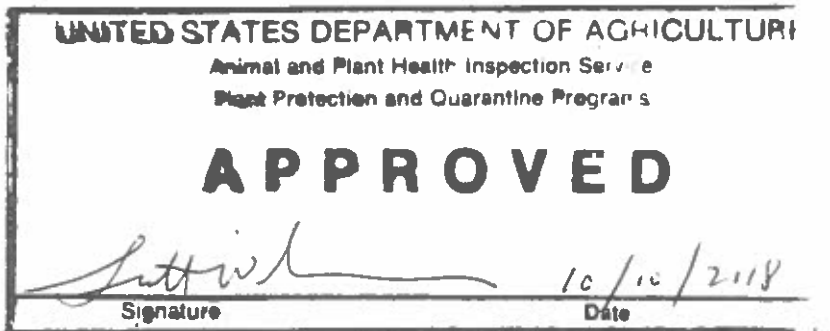 UNITED STATES DEPARTMENT OF AGRICULTURE
Animal and Plant Health Inspection Service
Plant Protection and Quarantine Programs
APPROVED
10/10/2018
Signature Date